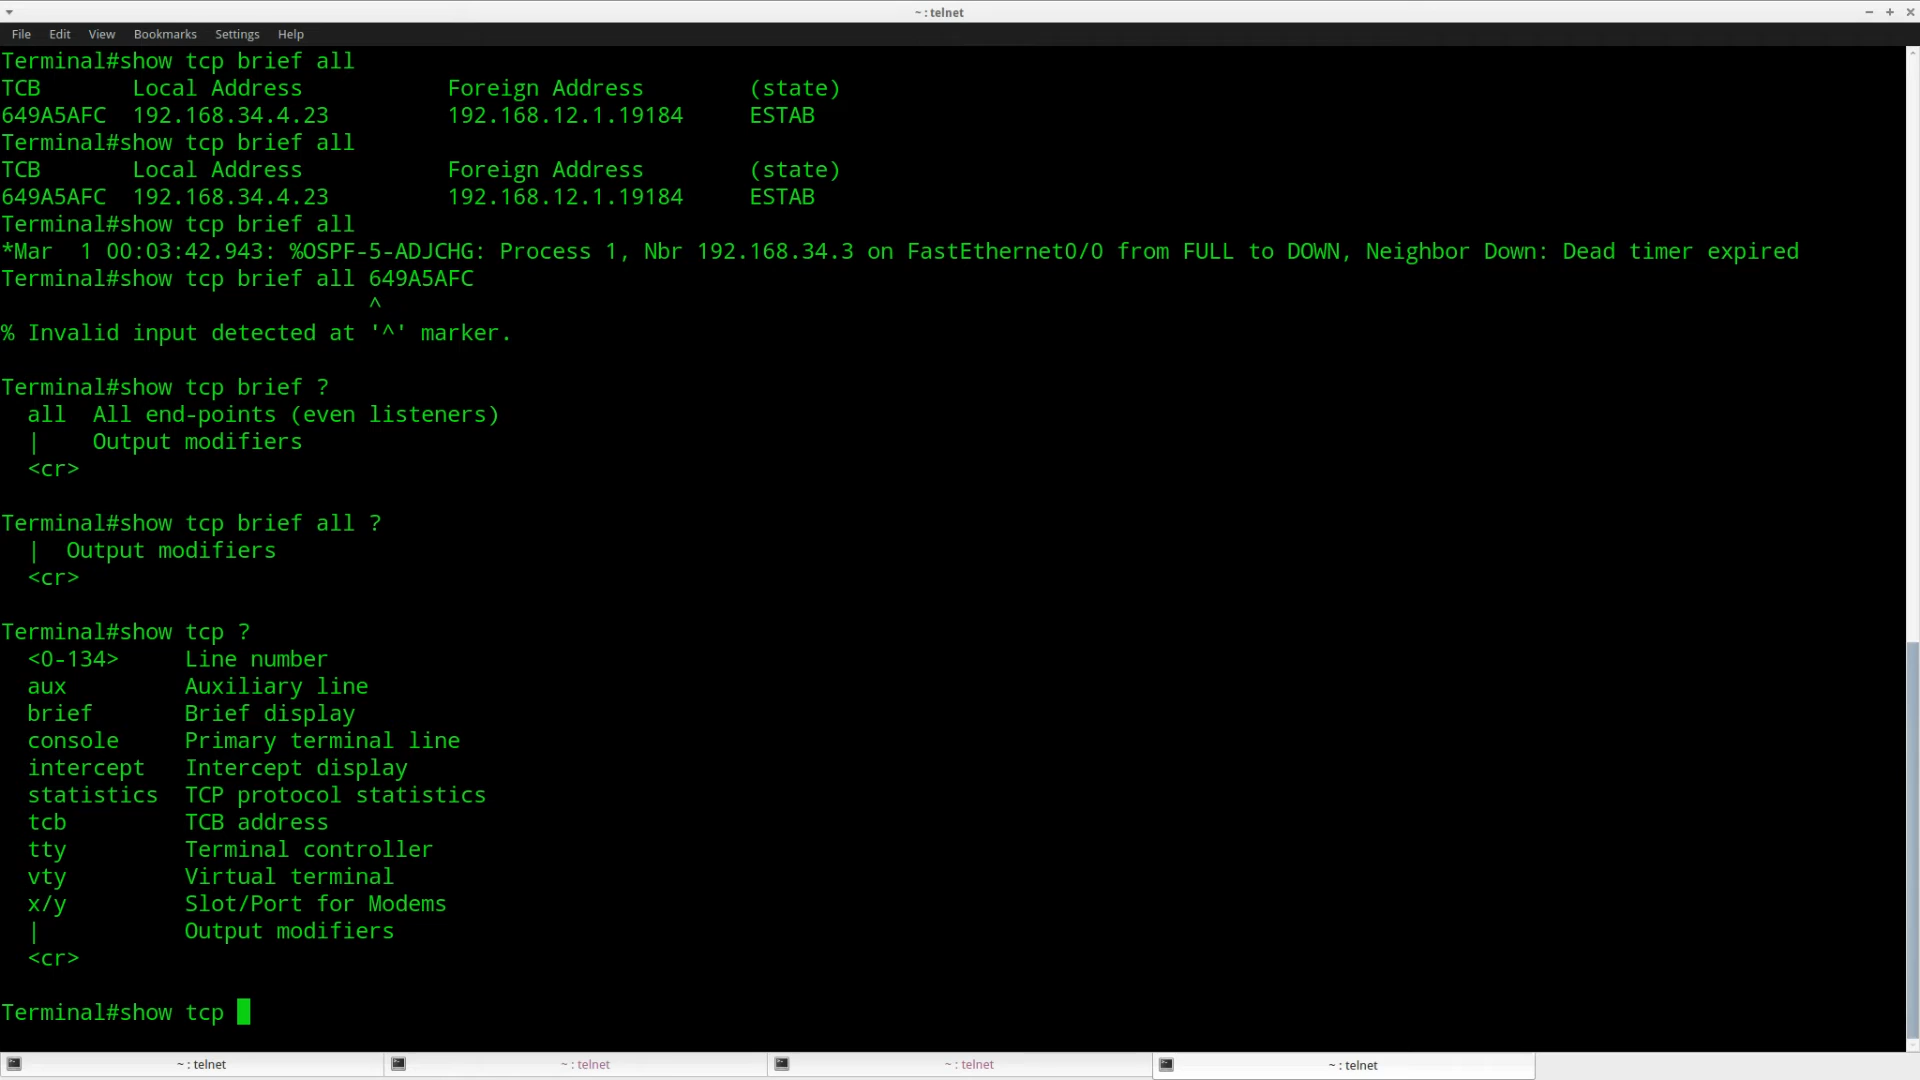 ~ : telnet
File Edit View Bookmarks Settings Help
Terminal#show tcp brief all
TCB       Local Address           Foreign Address        (state)
649A5AFC  192.168.34.4.23         192.168.12.1.19184     ESTAB
Terminal#show tcp brief all
TCB       Local Address           Foreign Address        (state)
649A5AFC  192.168.34.4.23         192.168.12.1.19184     ESTAB
Terminal#show tcp brief all
*Mar  1 00:03:42.943: %OSPF-5-ADJCHG: Process 1, Nbr 192.168.34.3 on FastEthernet0/0 from FULL to DOWN, Neighbor Down: Dead timer expired
Terminal#show tcp brief all 649A5AFC
                            ^
% Invalid input detected at '^' marker.
Terminal#show tcp brief ?
  all  All end-points (even listeners)
  |    Output modifiers
  <cr>
Terminal#show tcp brief all ?
  |  Output modifiers
  <cr>
Terminal#show tcp ?
  <0-134>     Line number
  aux         Auxiliary line
  brief       Brief display
  console     Primary terminal line
  intercept   Intercept display
  statistics  TCP protocol statistics
  tcb         TCB address
  tty         Terminal controller
  vty         Virtual terminal
  x/y         Slot/Port for Modems
  |           Output modifiers
  <cr>
Terminal#show tcp
~ : telnet ~ : telnet ~ : telnet ~ : telnet